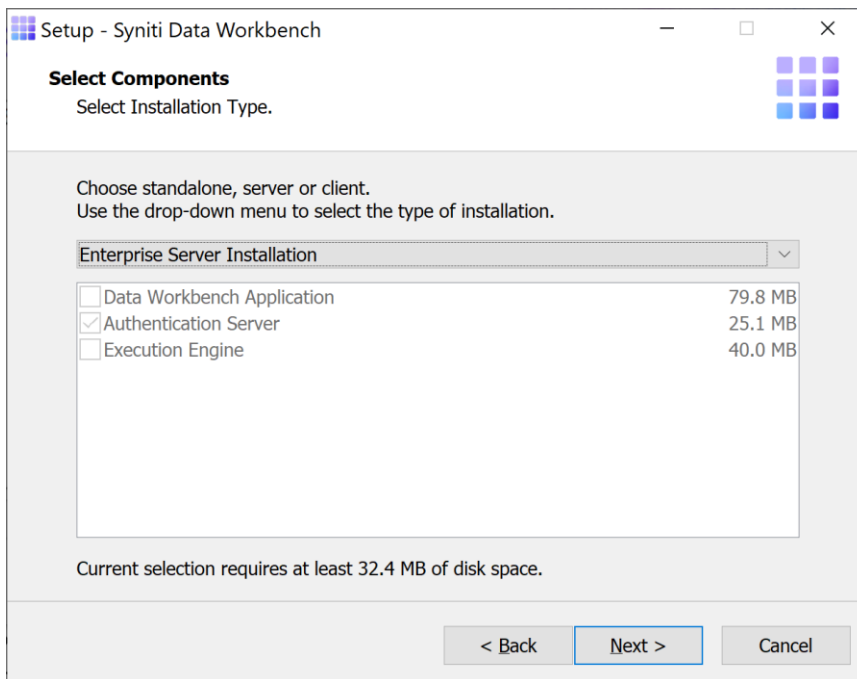 Setup - Syniti Data Workbench
Select Components
Select Installation Type.
Choose standalone, server or client.
Use the drop-down menu to select the type of installation.
Enterprise Server Installation
Data Workbench Application 79.8 MB
Authentication Server 25.1 MB
Execution Engine 40.0 MB
Current selection requires at least 32.4 MB of disk space.
< Back Next > Cancel